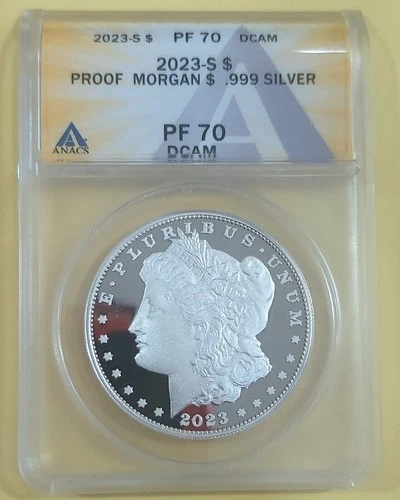 2023-S $ PF 70 DCAM
2023-S $
PROOF MORGAN $ .999 SILVER
ANACS
PF 70
DCAM
E · PLURIBUS · UNUM
2023